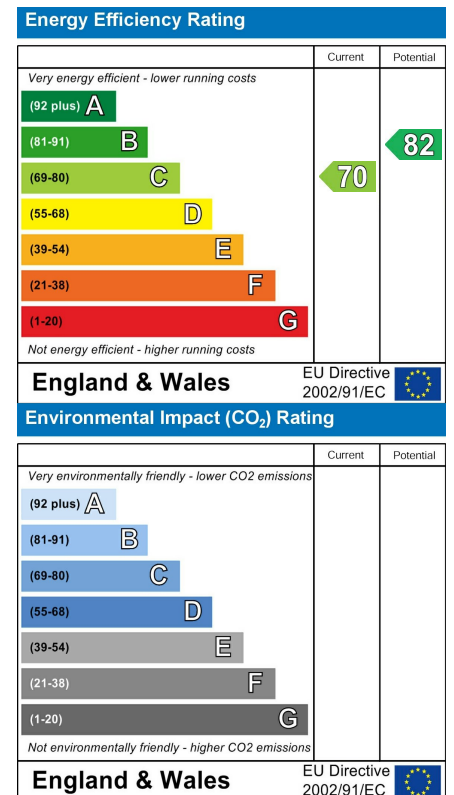 Energy Efficiency Rating
Current Potential
Very energy efficient - lower running costs
(92 plus) A
(81-91) B
82
(69-80) C
70
(55-68) D
(39-54) E
(21-38) F
(1-20) G
Not energy efficient - higher running costs
England & Wales
EU Directive
2002/91/EC
Environmental Impact (CO₂) Rating
Current Potential
Very environmentally friendly - lower CO2 emissions
(92 plus) A
(81-91) B
(69-80) C
(55-68) D
(39-54) E
(21-38) F
(1-20) G
Not environmentally friendly - higher CO2 emissions
England & Wales
EU Directive
2002/91/EC